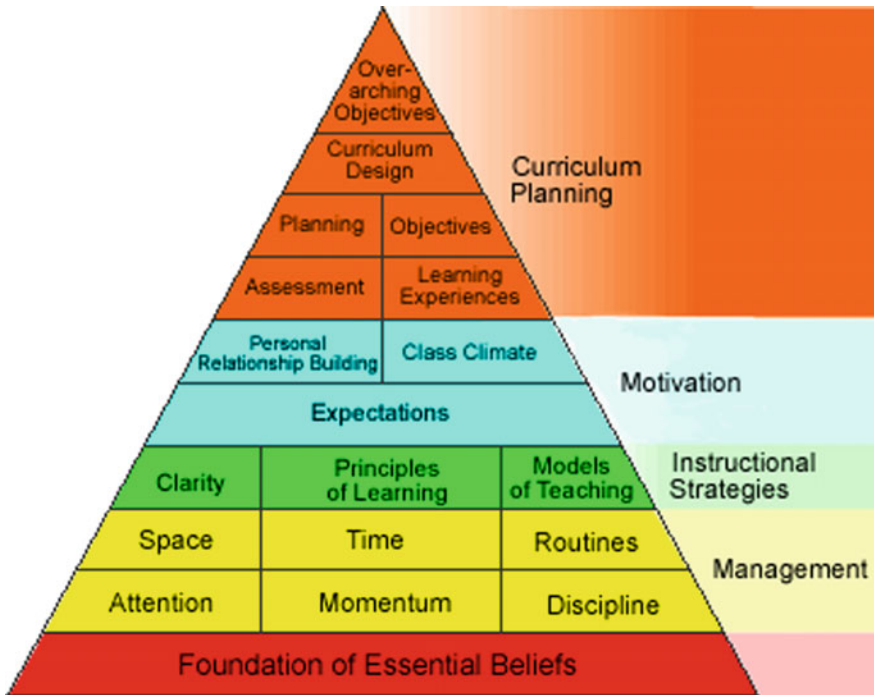 Over-
arching
Objectives
Curriculum
Design
Curriculum
Planning
Planning
Objectives
Assessment
Learning
Experiences
Personal
Relationship Building
Class Climate
Motivation
Expectations
Clarity
Principles
of Learning
Models
of Teaching
Instructional
Strategies
Space
Time
Routines
Management
Attention
Momentum
Discipline
Foundation of Essential Beliefs